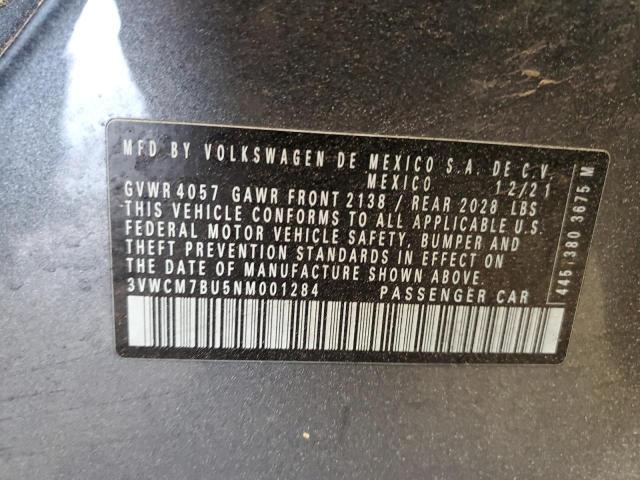 MFD BY VOLKSWAGEN DE MEXICO S.A. DE C.V.
MEXICO 12/21
GVWR 4057 GAWR FRONT 2138 / REAR 2028 LBS
THIS VEHICLE CONFORMS TO ALL APPLICABLE U.S.
FEDERAL MOTOR VEHICLE SAFETY, BUMPER AND
THEFT PREVENTION STANDARDS IN EFFECT ON
THE DATE OF MANUFACTURE SHOWN ABOVE.
3VWCM7BU5NM001284 PASSENGER CAR
445 380 3675 M